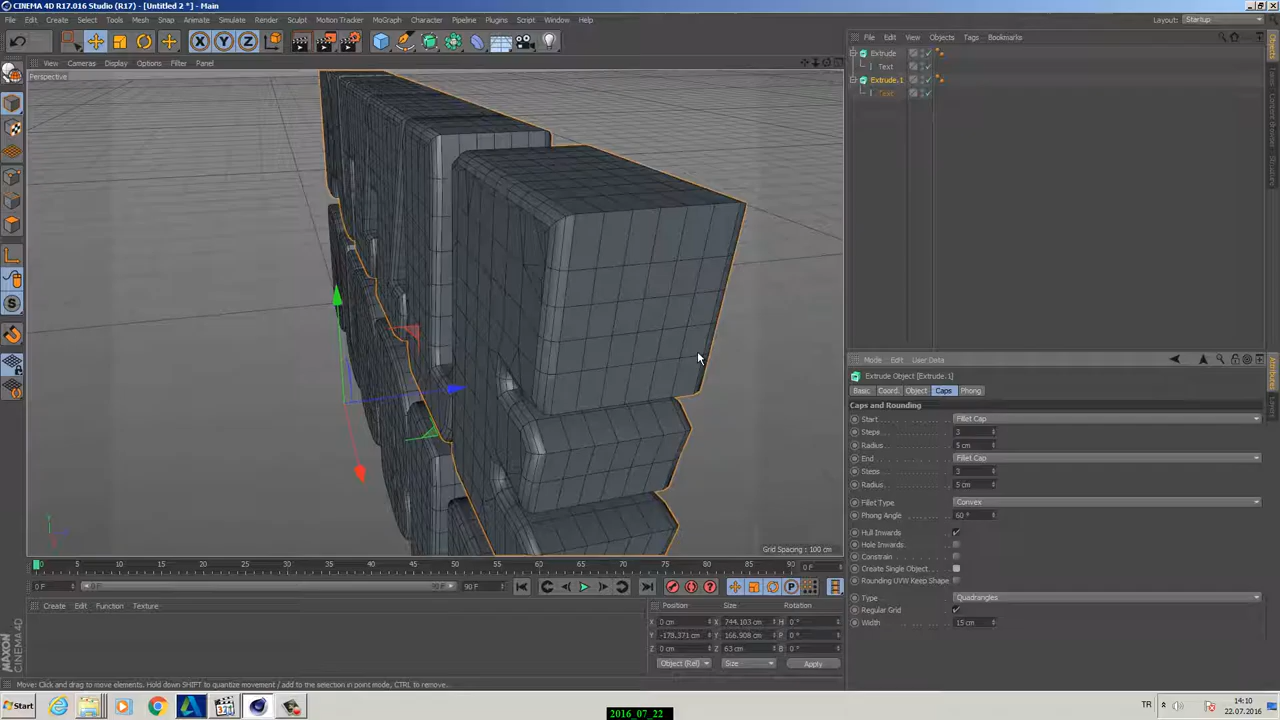 CINEMA 4D R17.016 Studio (R17) - [Untitled 2 *] - Main
File Edit Create Select Tools Mesh Snap Animate Simulate Render Sculpt Motion Tracker MoGraph Character Pipeline Plugins Script Window Help
Layout: Startup
File Edit View Objects Tags Bookmarks
View Cameras Display Options Filter Panel
Perspective
Extrude
Text
Extrude.1
Text
Objects
Structure
Mode Edit User Data
Attributes
Extrude Object [Extrude.1]
Basic Coord. Object Caps Phong
Caps and Rounding
Start Fillet Cap
Steps 3
Radius 5 cm
End Fillet Cap
Steps 3
Radius 5 cm
Fillet Type Convex
Phong Angle 60 °
Hull Inwards
Hole Inwards
Constrain
Create Single Object
Rounding UVW Keep Shape
Type Quadrangles
Regular Grid
Width 15 cm
Y
Grid Spacing : 100 cm
0 5 10 15 20 25 30 35 40 45 50 55 60 65 70 75 80 85 90 0 F
0 F 0 F 90 F 90 F
Create Edit Function Texture
Position Size Rotation
X 0 cm X 744.103 cm H 0 °
Y -178.371 cm Y 166.908 cm P 0 °
Z 0 cm Z 63 cm B 0 °
Object (Rel) Size Apply
MAXON CINEMA 4D
Move: Click and drag to move elements. Hold down SHIFT to quantize movement / add to the selection in point mode, CTRL to remove.
Start
TR
14:10
22.07.2016
2016_07_22